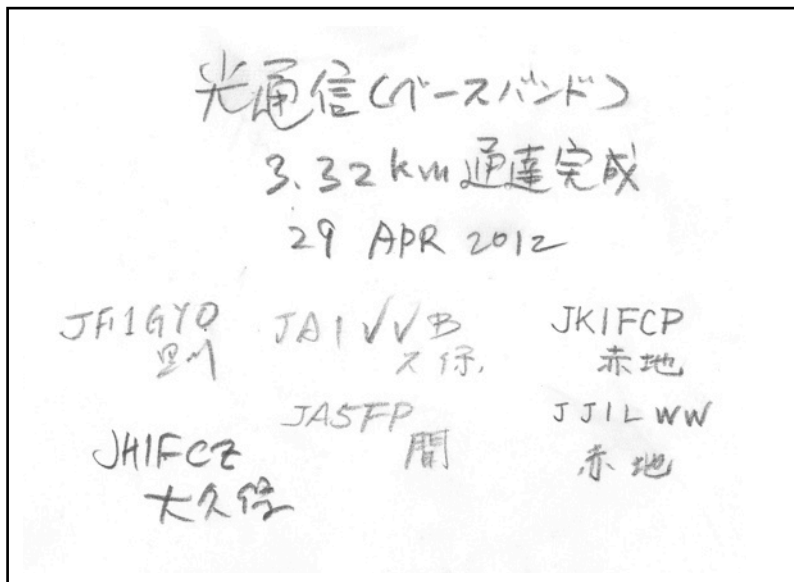 光通信(ベースバンド)
3.32km 通達完成
29 APR 2012
JF1GYO
JA1VVB
久保
JK1FCP
赤地
JA5FP
間
JJ1LWW
赤地
JH1FCZ
大久保